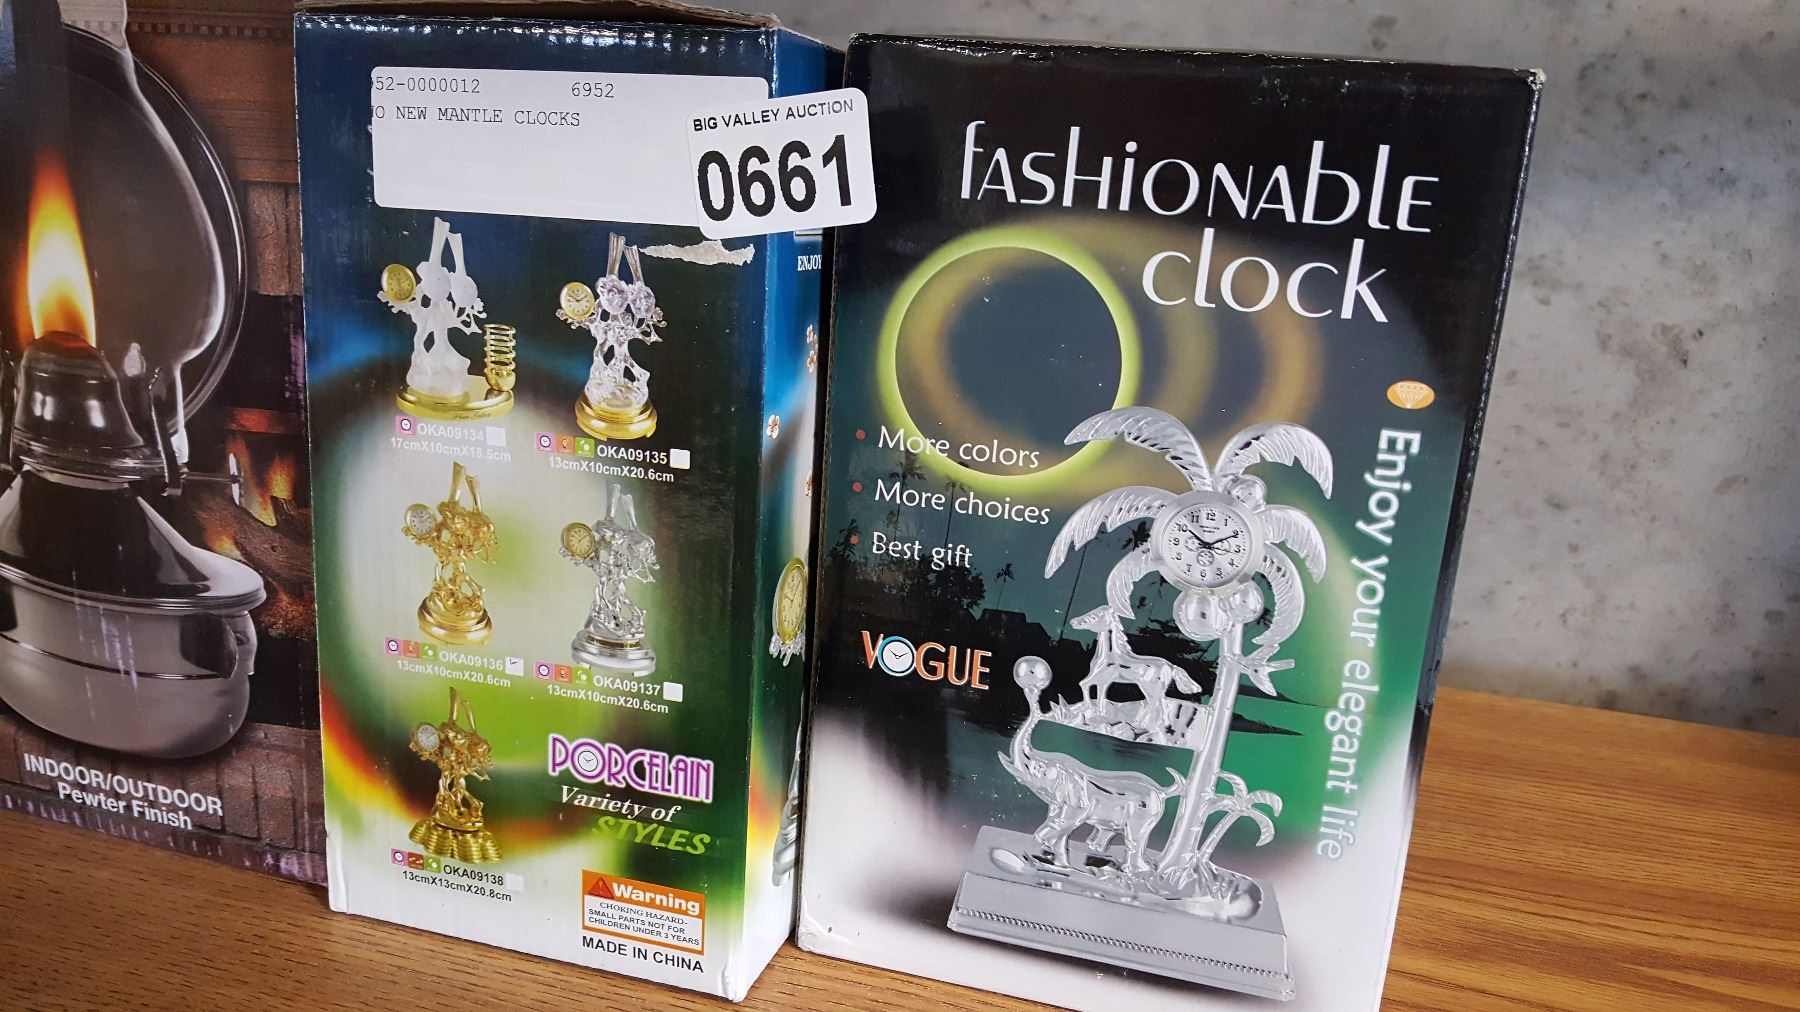 INDOOR/OUTDOOR
Pewter Finish
52-0000012 6952
NEW MANTLE CLOCKS
BIG VALLEY AUCTION
0661
ENJOY
OKA09134
17cmX10cmX18.5cm
OKA09135
13cmX10cmX20.6cm
OKA09136
13cmX10cmX20.6cm
OKA09137
13cmX10cmX20.6cm
OKA09138
13cmX13cmX20.8cm
PORCELAIN
Variety of
STYLES
Warning
CHOKING HAZARD-
SMALL PARTS NOT FOR
CHILDREN UNDER 3 YEARS
MADE IN CHINA
fASHiONAblE
clock
• More colors
• More choices
• Best gift
VOGUE
Enjoy your elegant life